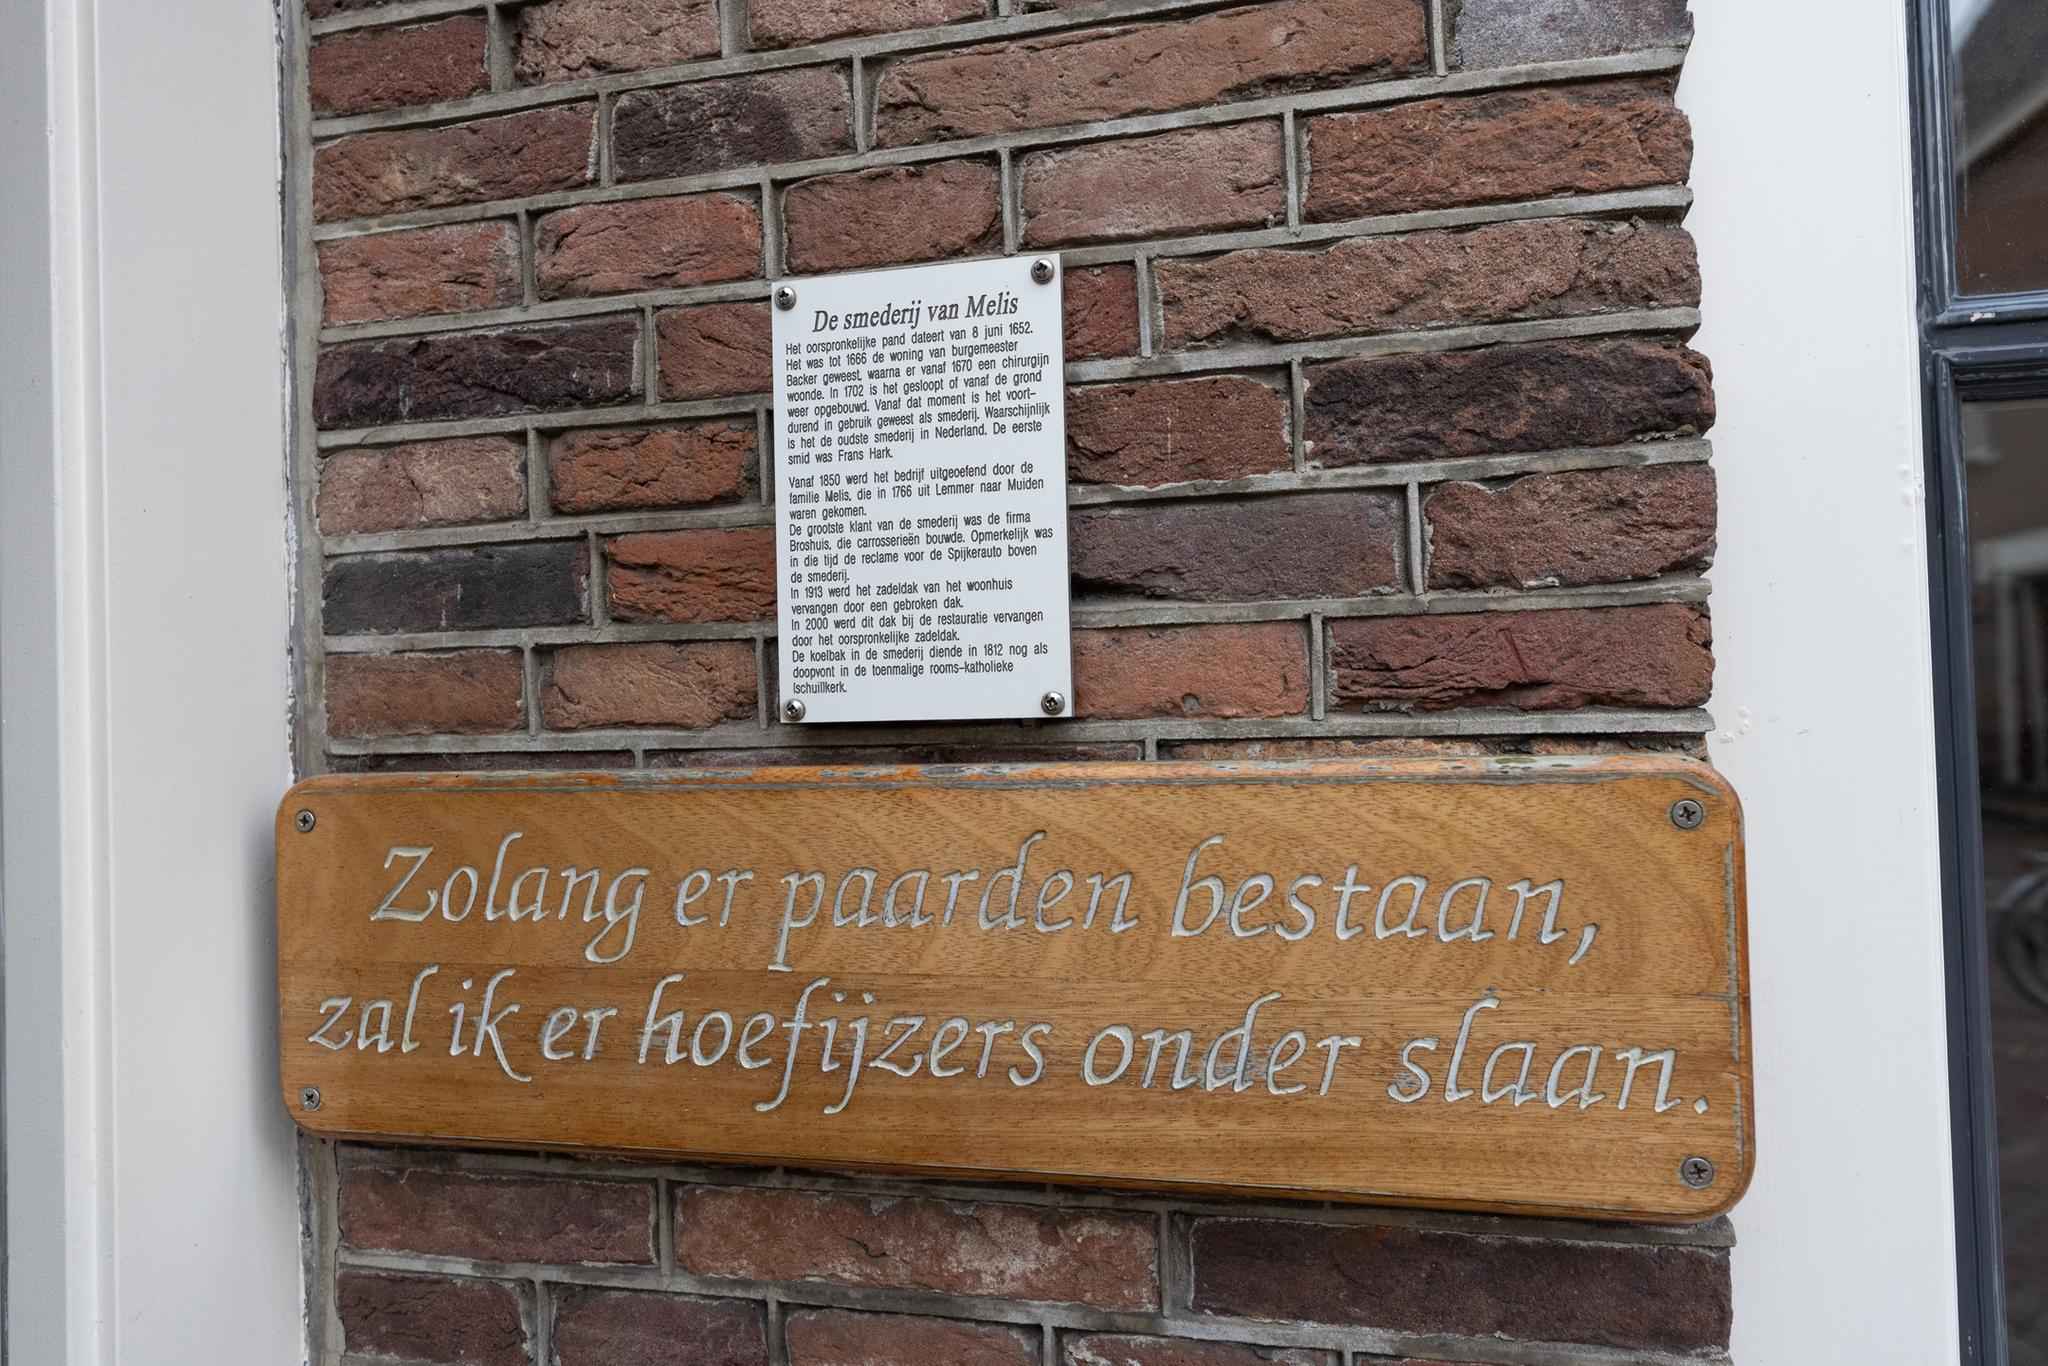 De smederij van Melis
Het oorspronkelijke pand dateert van 8 juni 1652.
Het was tot 1666 de woning van burgemeester
Backer geweest, waarna er vanaf 1670 een chirurgijn
woonde. In 1702 is het gesloopt of vanaf de grond
weer opgebouwd. Vanaf dat moment is het voort-
durend in gebruik geweest als smederij. Waarschijnlijk
is het de oudste smederij in Nederland. De eerste
smid was Frans Hark.
Vanaf 1850 werd het bedrijf uitgeoefend door de
familie Melis, die in 1766 uit Lemmer naar Muiden
waren gekomen.
De grootste klant van de smederij was de firma
Broshuis, die carrosserieën bouwde. Opmerkelijk was
in die tijd de reclame voor de Spijkerauto boven
de smederij.
In 1913 werd het zadeldak van het woonhuis
vervangen door een gebroken dak.
In 2000 werd dit dak bij de restauratie vervangen
door het oorspronkelijke zadeldak.
De koelbak in de smederij diende in 1812 nog als
doopvont in de toenmalige rooms-katholieke
(schuil)kerk.
Zolang er paarden bestaan,
zal ik er hoefijzers onder slaan.